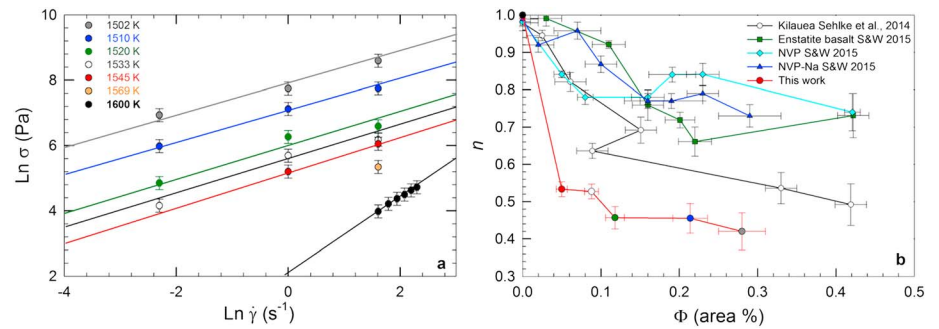 1502 K
1510 K
1520 K
1533 K
1545 K
1569 K
1600 K
Ln σ (Pa)
10
8
6
4
2
-4
-2
0
2
Ln γ̇ (s⁻¹)
a
Kilauea Sehlke et al., 2014
Enstatite basalt S&W 2015
NVP S&W 2015
NVP-Na S&W 2015
This work
n
1.0
0.9
0.8
0.7
0.6
0.5
0.4
0.3
0.0
0.1
0.2
0.3
0.4
0.5
Φ (area %)
b